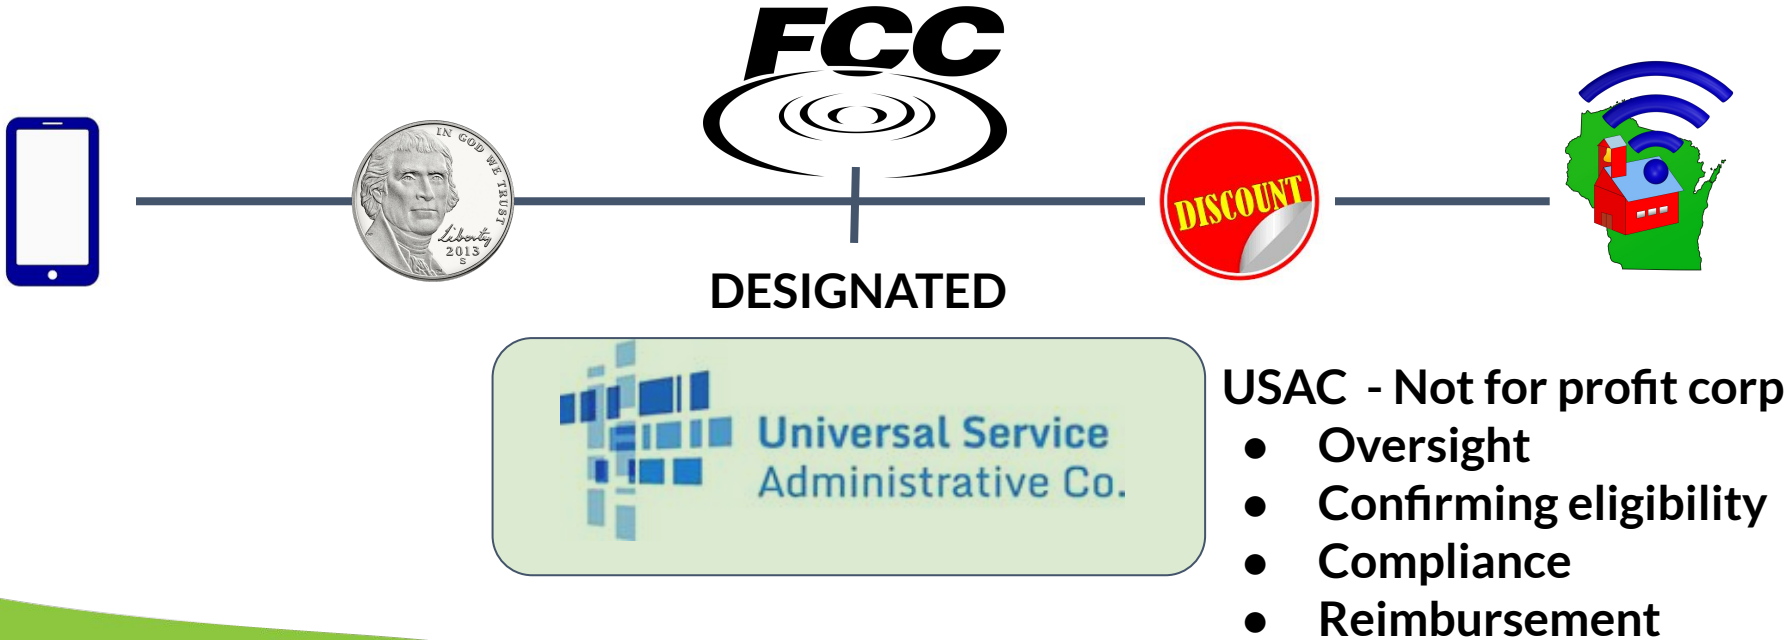 FCC
IN GOD WE TRUST
Liberty
2013
S
DISCOUNT
DESIGNATED
Universal Service
Administrative Co.
USAC - Not for profit corp
● Oversight
● Confirming eligibility
● Compliance
● Reimbursement